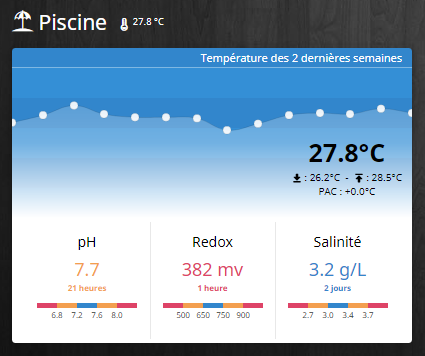 Piscine 27.8 °C
Température des 2 dernières semaines
27.8°C
: 26.2°C - : 28.5°C
PAC : +0.0°C
pH Redox Salinité
7.7 382 mv 3.2 g/L
21 heures 1 heure 2 jours
6.8 7.2 7.6 8.0 500 650 750 900 2.7 3.0 3.4 3.7